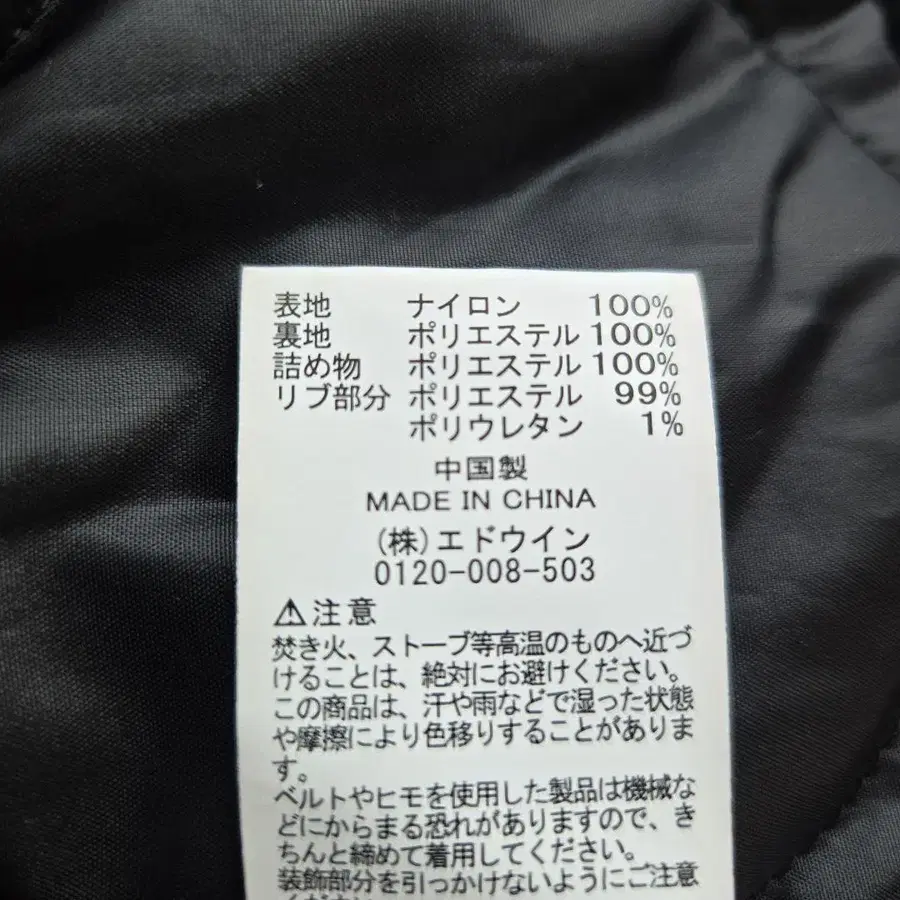 表地 ナイロン 100%
裏地 ポリエステル 100%
詰め物 ポリエステル 100%
リブ部分 ポリエステル 99%
ポリウレタン 1%
中国製
MADE IN CHINA
(株)エドウイン
0120-008-503
⚠注意
焚き火、ストーブ等高温のものへ近づ
けることは、絶対にお避けください。
この商品は、汗や雨などで湿った状態
や摩擦により色移りすることがありま
す。
ベルトやヒモを使用した製品は機械な
どにからまる恐れがありますので、き
ちんと締めて着用してください。
装飾部分を引っかけないようにご注意